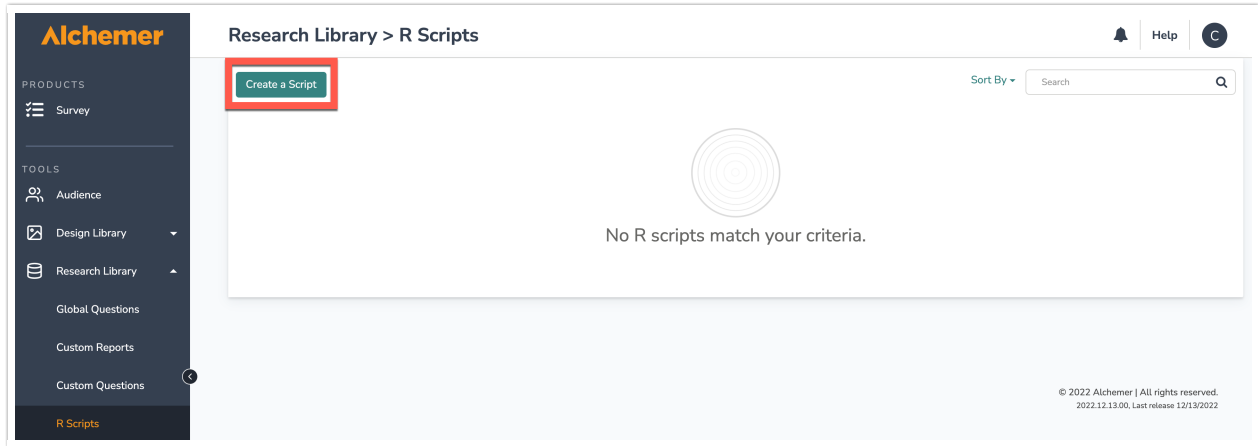 Alchemer
Research Library > R Scripts
Help
C
PRODUCTS
Survey
TOOLS
Audience
Design Library
Research Library
Global Questions
Custom Reports
Custom Questions
R Scripts
Create a Script
Sort By
Search
No R scripts match your criteria.
© 2022 Alchemer | All rights reserved.
2022.12.13.00, Last release 12/13/2022